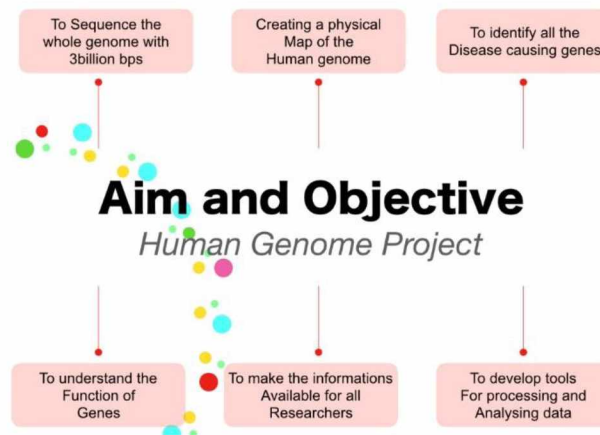 To Sequence the
whole genome with
3billion bps
Creating a physical
Map of the
Human genome
To identify all the
Disease causing genes
Aim and Objective
Human Genome Project
To understand the
Function of
Genes
To make the informations
Available for all
Researchers
To develop tools
For processing and
Analysing data